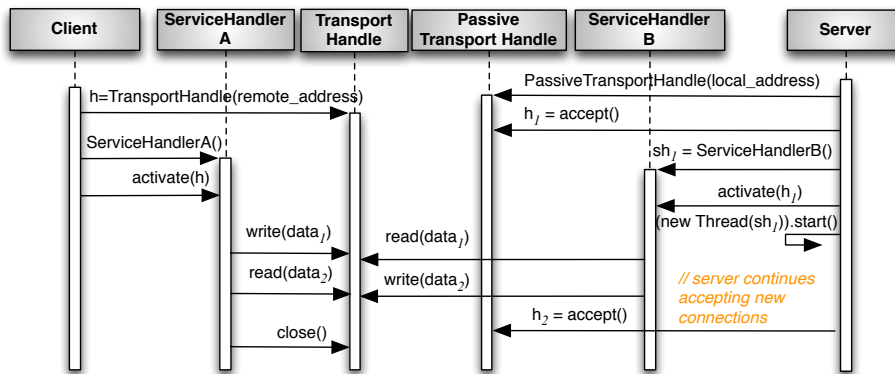 Client
ServiceHandler
A
Transport
Handle
Passive
Transport Handle
ServiceHandler
B
Server
PassiveTransportHandle(local_address)
h=TransportHandle(remote_address)
h1 = accept()
ServiceHandlerA()
sh1 = ServiceHandlerB()
activate(h)
activate(h1)
(new Thread(sh1)).start()
write(data1)
read(data1)
read(data2)
write(data2)
// server continues
accepting new
connections
h2 = accept()
close()